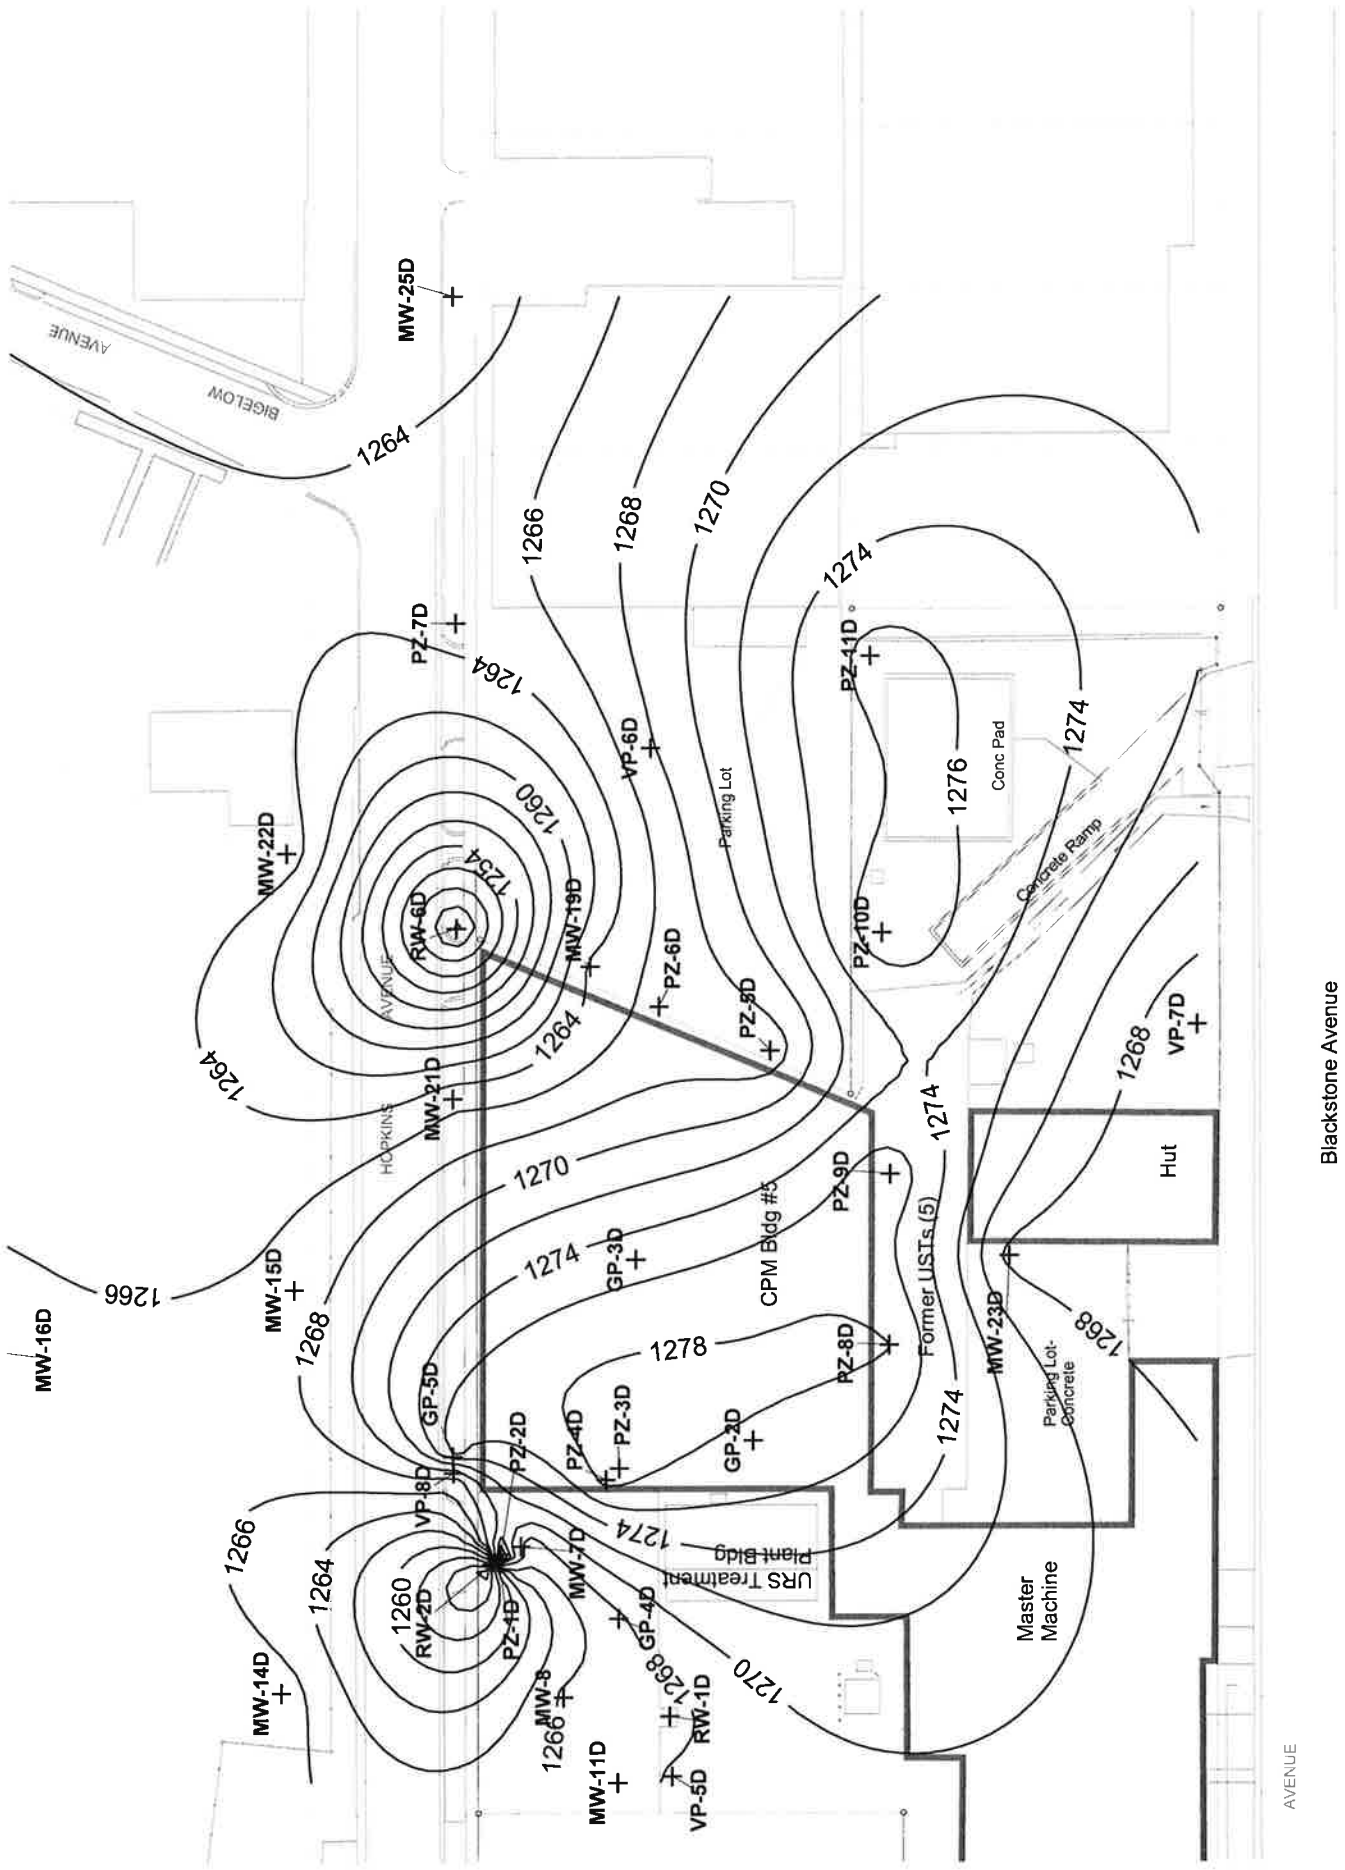 MW-25D
AVENUE
BIGELOW
1264
1266
1268
1270
1274
PZ-7D
1264
PZ-11D
VP-6D
Parking Lot
1276
Conc Pad
1274
MW-22D
1260
1254
RW-6D
MW-19D
Concrete Ramp
PZ-10D
PZ-6D
PZ-5D
HOPKINS
AVENUE
1264
1264
MW-21D
VP-7D
1268
1274
1270
PZ-9D
Hut
Blackstone Avenue
MW-15D
1266
MW-16D
1268
1274
GP-3D
CPM Bldg #5
Former USTs (5)
MW-23D
1268
1278
PZ-8D
GP-5D
PZ-4D
PZ-3D
PZ-2D
GP-2D
1274
Parking Lot-
Concrete
VP-8D
1274
1266
1264
1260
RW-2D
PZ-1D
MW-7D
URS Treatment
Plant Bldg
GP-4D
Master
Machine
MW-14D
MW-8
1266
1268
RW-1D
1270
MW-11D
VP-5D
AVENUE